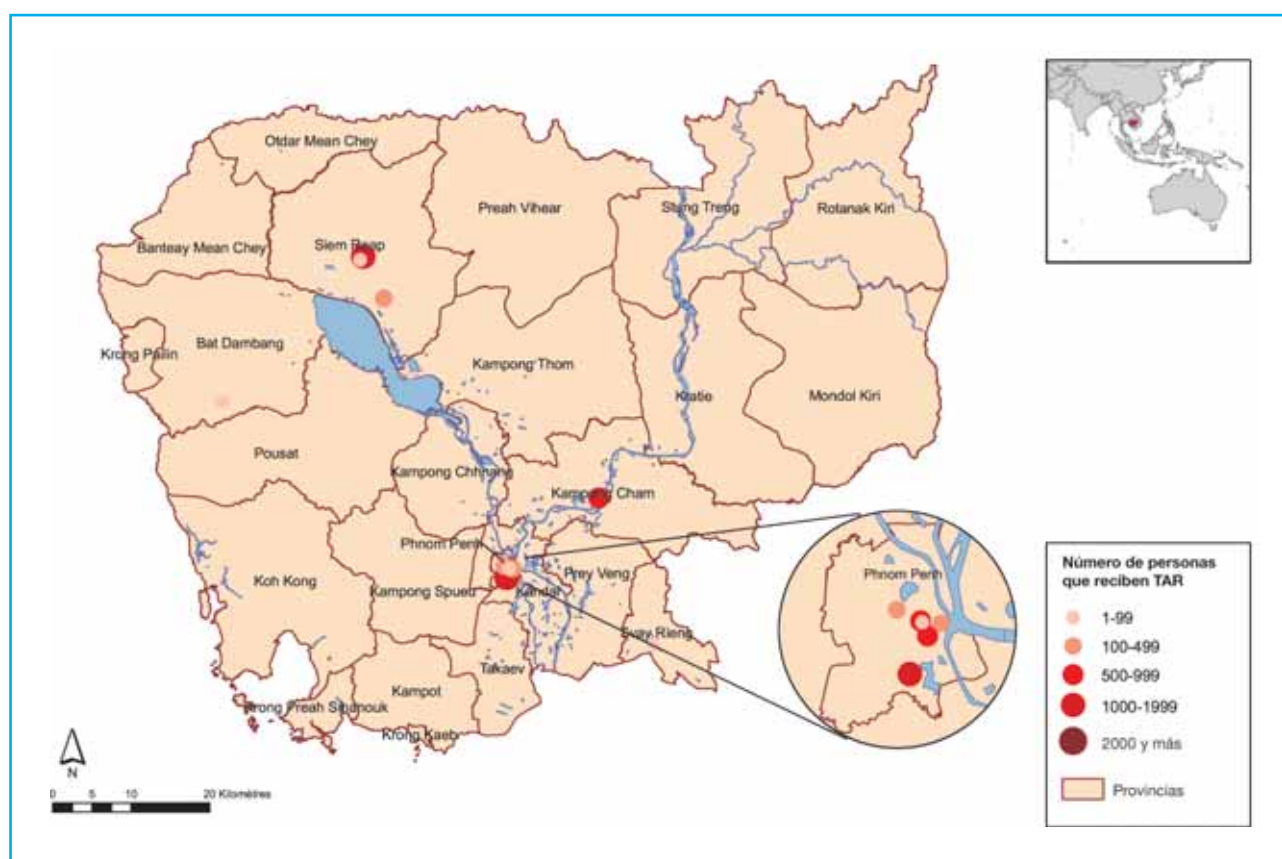 Otdar Mean Chey
Preah Vihear
Stung Treng
Rotanak Kiri
Banteay Mean Chey
Siem Reap
Krong Pailin
Bat Dambang
Kampong Thom
Kratie
Mondol Kiri
Pousat
Kampong Chhnang
Kampong Cham
Phnom Penh
Koh Kong
Kampong Spueu
Kandal
Prey Veng
Svay Rieng
Takaev
Kampot
Krong Preah Sihanouk
Krong Kaeb
Phnom Penh
N
0 5 10 20 Kilomètres
Número de personas
que reciben TAR
1-99
100-499
500-999
1000-1999
2000 y más
Provincias